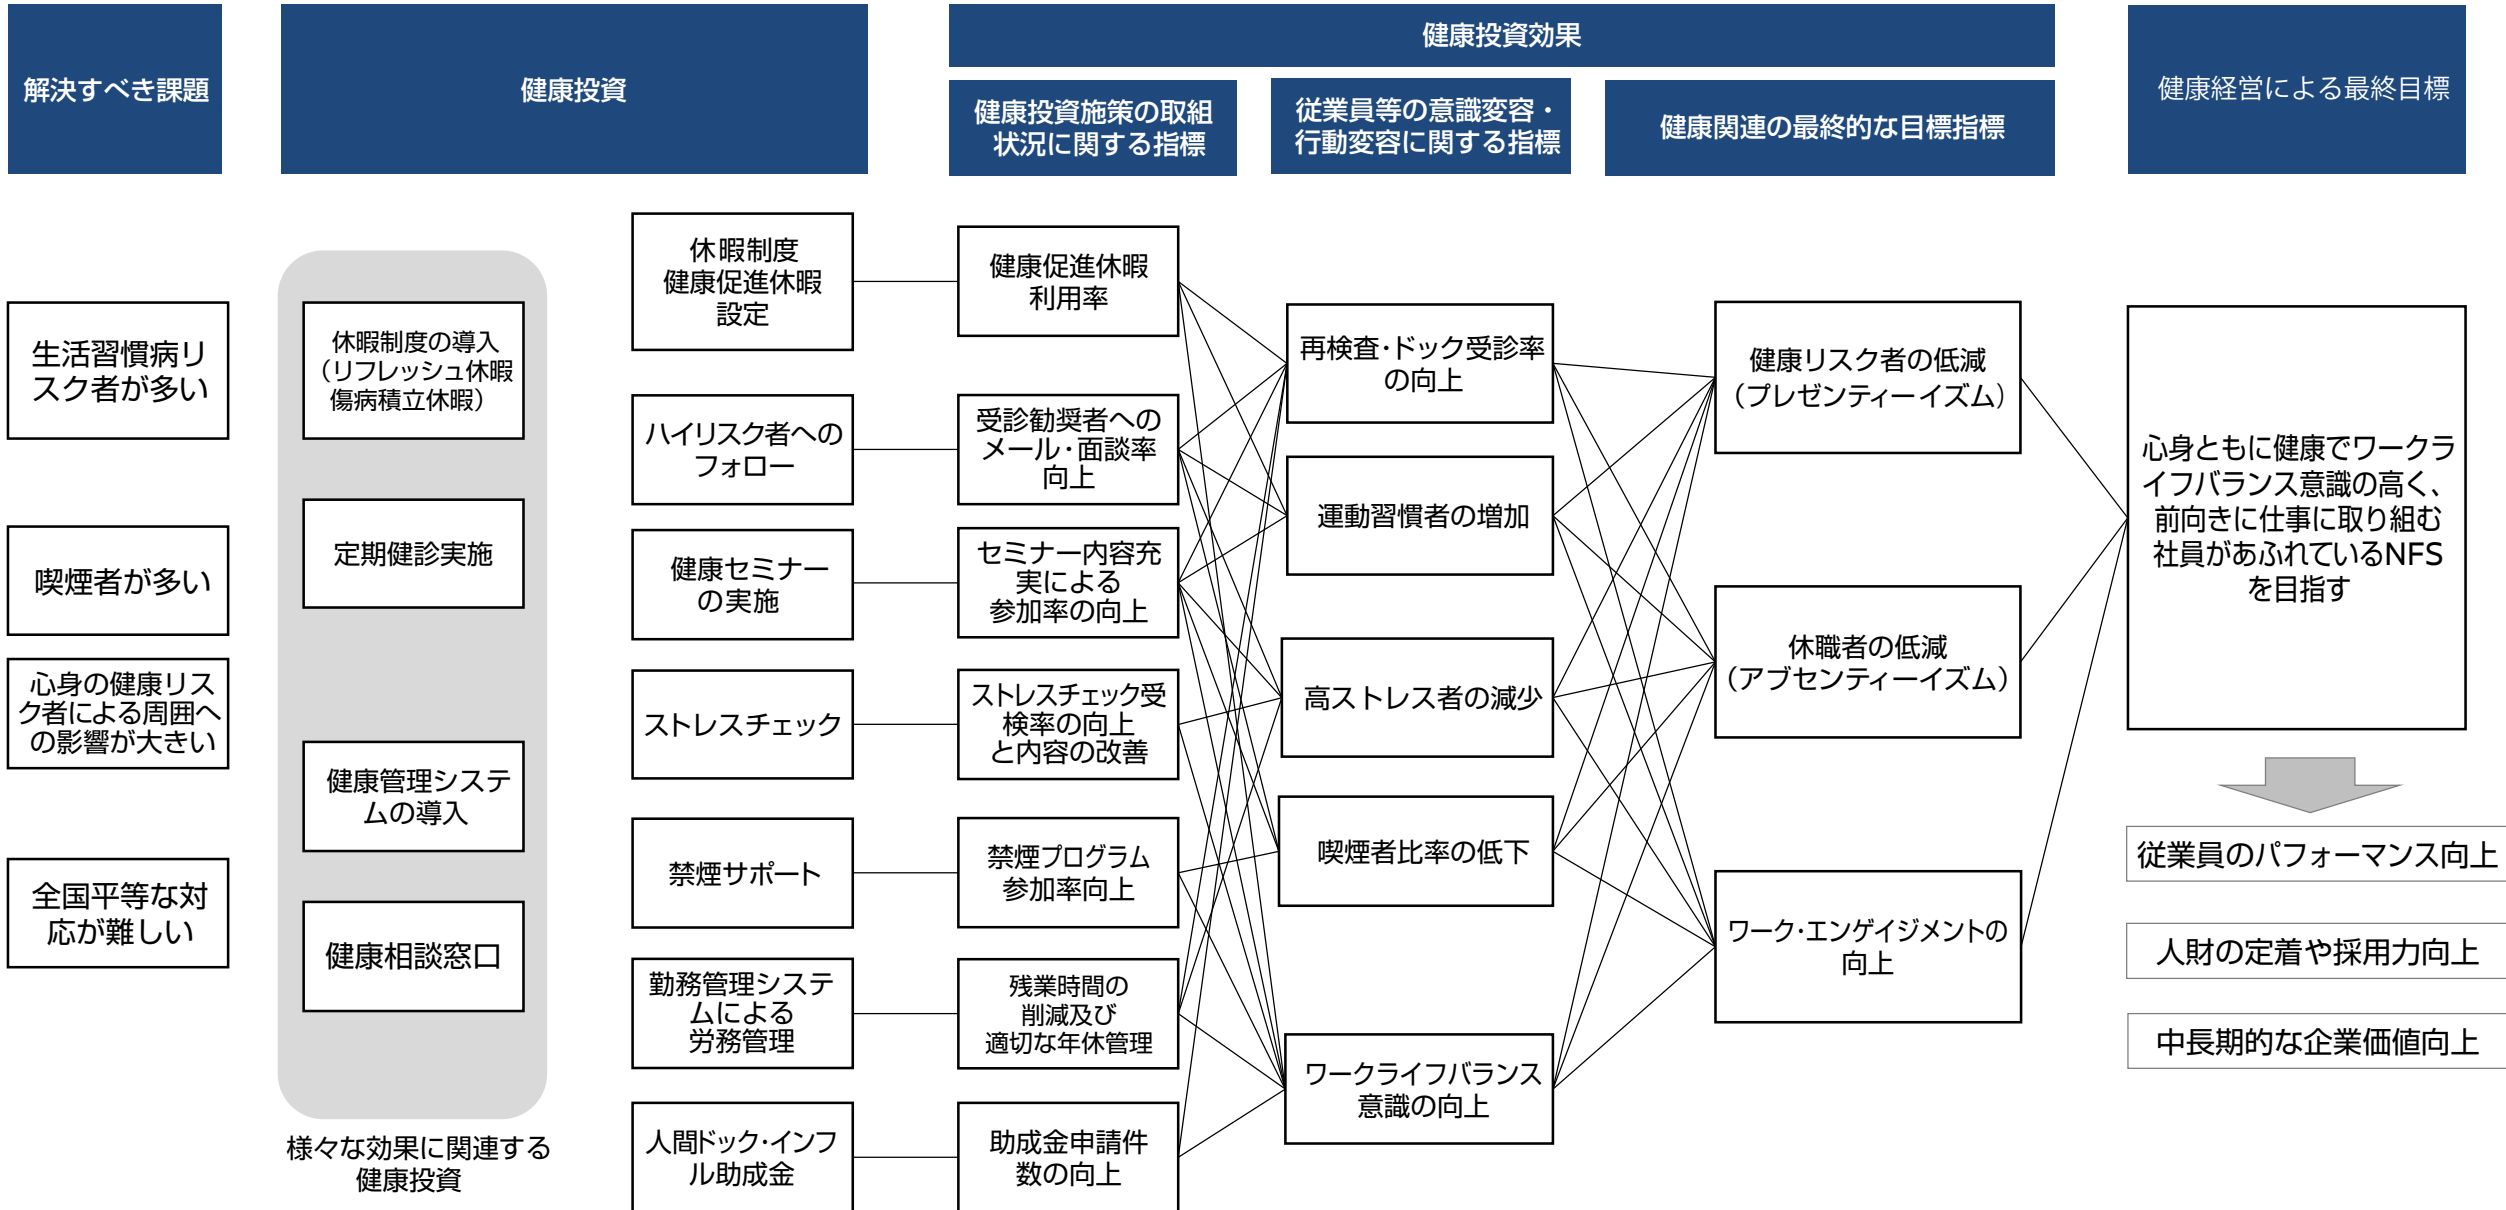 解決すべき課題
健康投資
健康投資効果
健康投資施策の取組
状況に関する指標
従業員等の意識変容・
行動変容に関する指標
健康関連の最終的な目標指標
健康経営による最終目標
生活習慣病リ
スク者が多い
喫煙者が多い
心身の健康リス
ク者による周囲へ
の影響が大きい
全国平等な対
応が難しい
休暇制度の導入
（リフレッシュ休暇
傷病積立休暇）
定期健診実施
健康管理システ
ムの導入
健康相談窓口
様々な効果に関連する
健康投資
休暇制度
健康促進休暇
設定
ハイリスク者への
フォロー
健康セミナー
の実施
ストレスチェック
禁煙サポート
勤務管理システ
ムによる
労務管理
人間ドック・インフ
ル助成金
健康促進休暇
利用率
受診勧奨者への
メール・面談率
向上
セミナー内容充
実による
参加率の向上
ストレスチェック受
検率の向上
と内容の改善
禁煙プログラム
参加率向上
残業時間の
削減及び
適切な年休管理
助成金申請件
数の向上
再検査・ドック受診率
の向上
運動習慣者の増加
高ストレス者の減少
喫煙者比率の低下
ワークライフバランス
意識の向上
健康リスク者の低減
（プレゼンティーイズム）
休職者の低減
（アブセンティーイズム）
ワーク・エンゲイジメントの
向上
心身ともに健康でワークラ
イフバランス意識の高く、
前向きに仕事に取り組む
社員があふれているNFS
を目指す
従業員のパフォーマンス向上
人財の定着や採用力向上
中長期的な企業価値向上